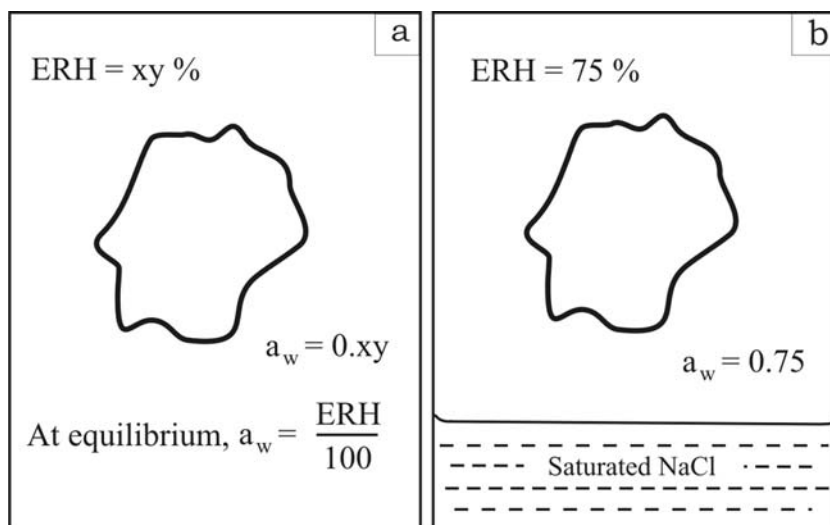 a
ERH = xy %
a_w = 0.xy
At equilibrium, a_w = ERH/100
b
ERH = 75 %
a_w = 0.75
Saturated NaCl